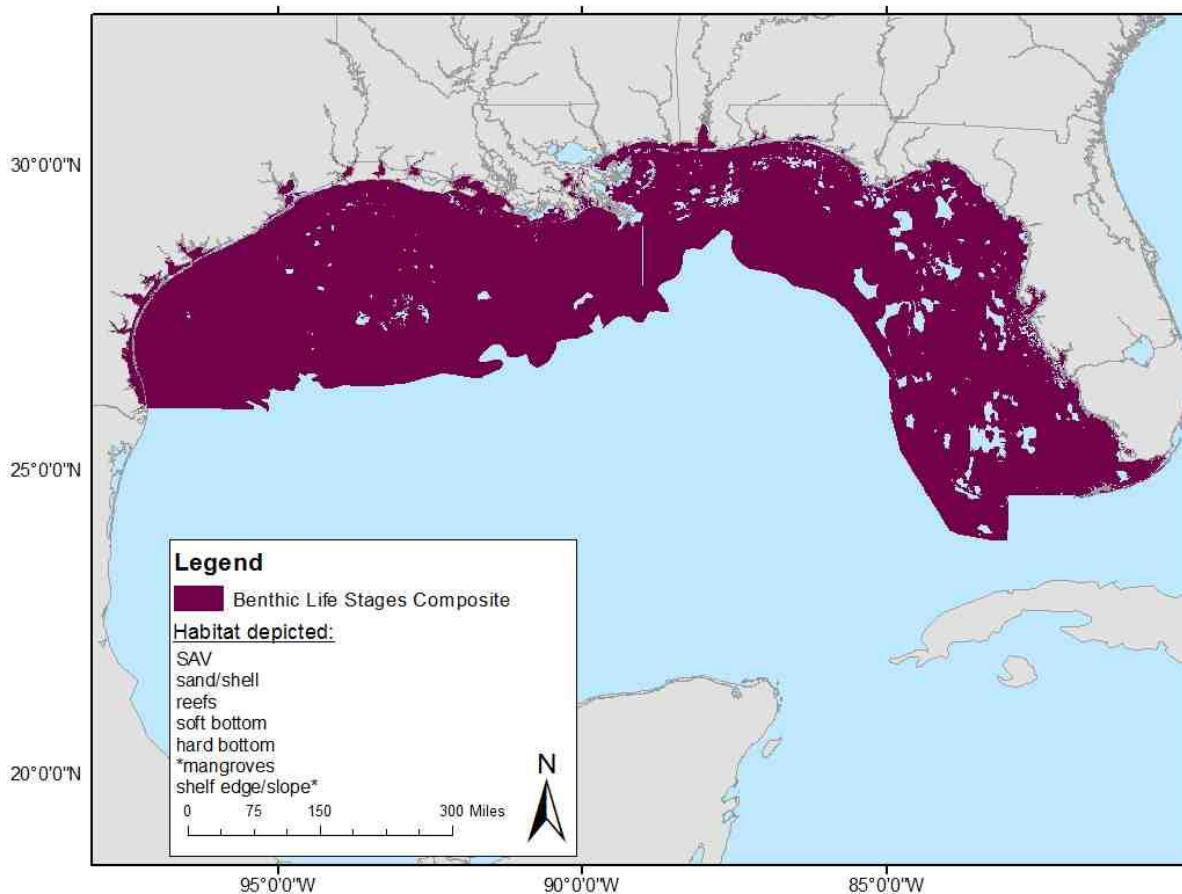 30°0'0"N
25°0'0"N
20°0'0"N
Legend
Benthic Life Stages Composite
Habitat depicted:
SAV
sand/shell
reefs
soft bottom
hard bottom
*mangroves
shelf edge/slope*
0 75 150 300 Miles
N
95°0'0"W 90°0'0"W 85°0'0"W